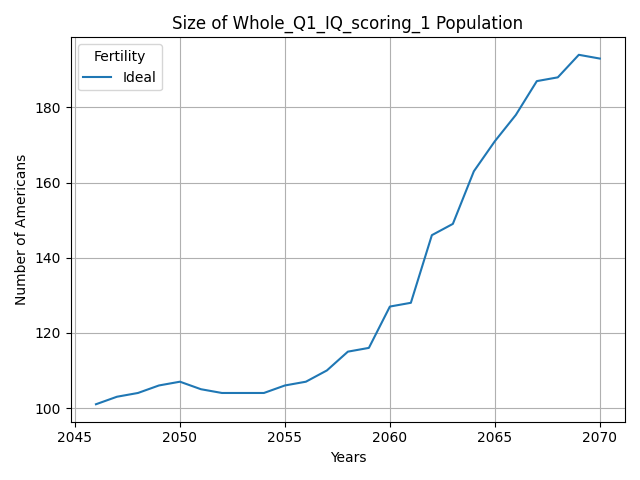 Size of Whole_Q1_IQ_scoring_1 Population
Fertility
Ideal
Number of Americans
180
160
140
120
100
2045 2050 2055 2060 2065 2070
Years